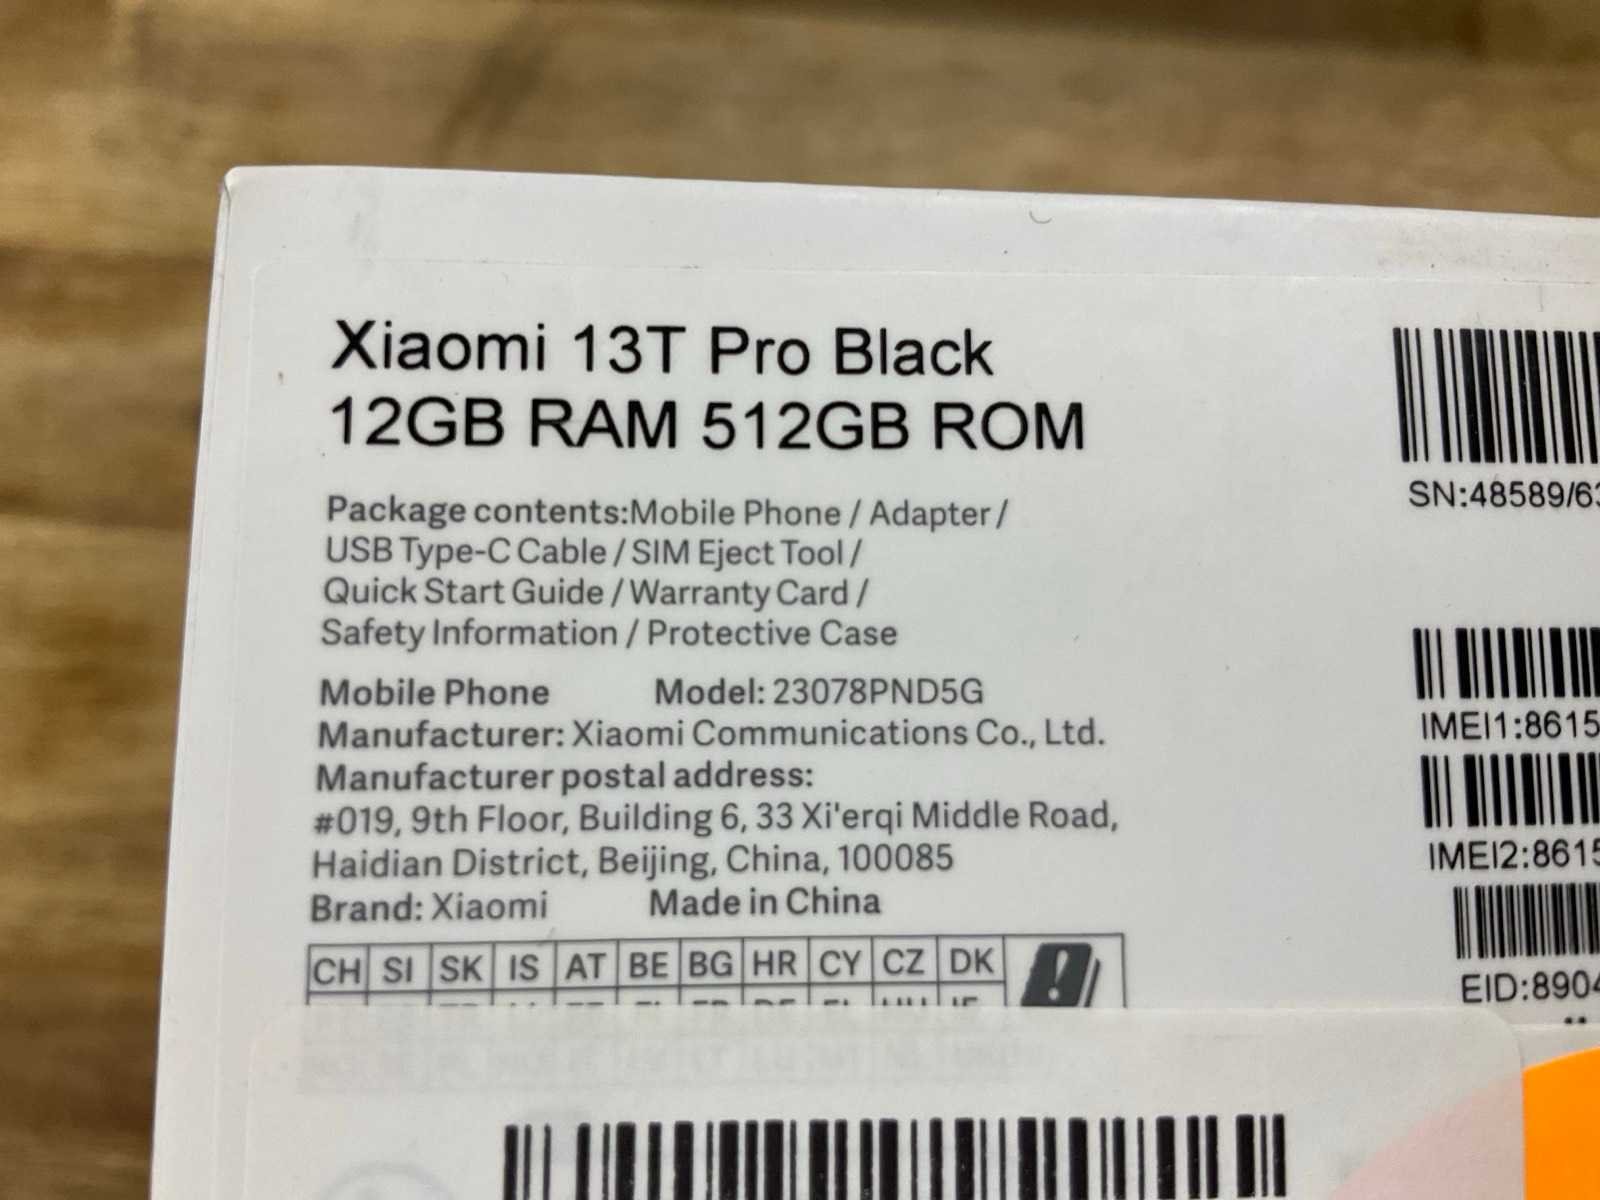 Xiaomi 13T Pro Black
12GB RAM 512GB ROM
Package contents:Mobile Phone / Adapter /
USB Type-C Cable / SIM Eject Tool /
Quick Start Guide / Warranty Card /
Safety Information / Protective Case
Mobile Phone Model: 23078PND5G
Manufacturer: Xiaomi Communications Co., Ltd.
Manufacturer postal address:
#019, 9th Floor, Building 6, 33 Xi'erqi Middle Road,
Haidian District, Beijing, China, 100085
Brand: Xiaomi Made in China
CH SI SK IS AT BE BG HR CY CZ DK
SN:48589/63
IMEI1:8615
IMEI2:8615
EID:8904